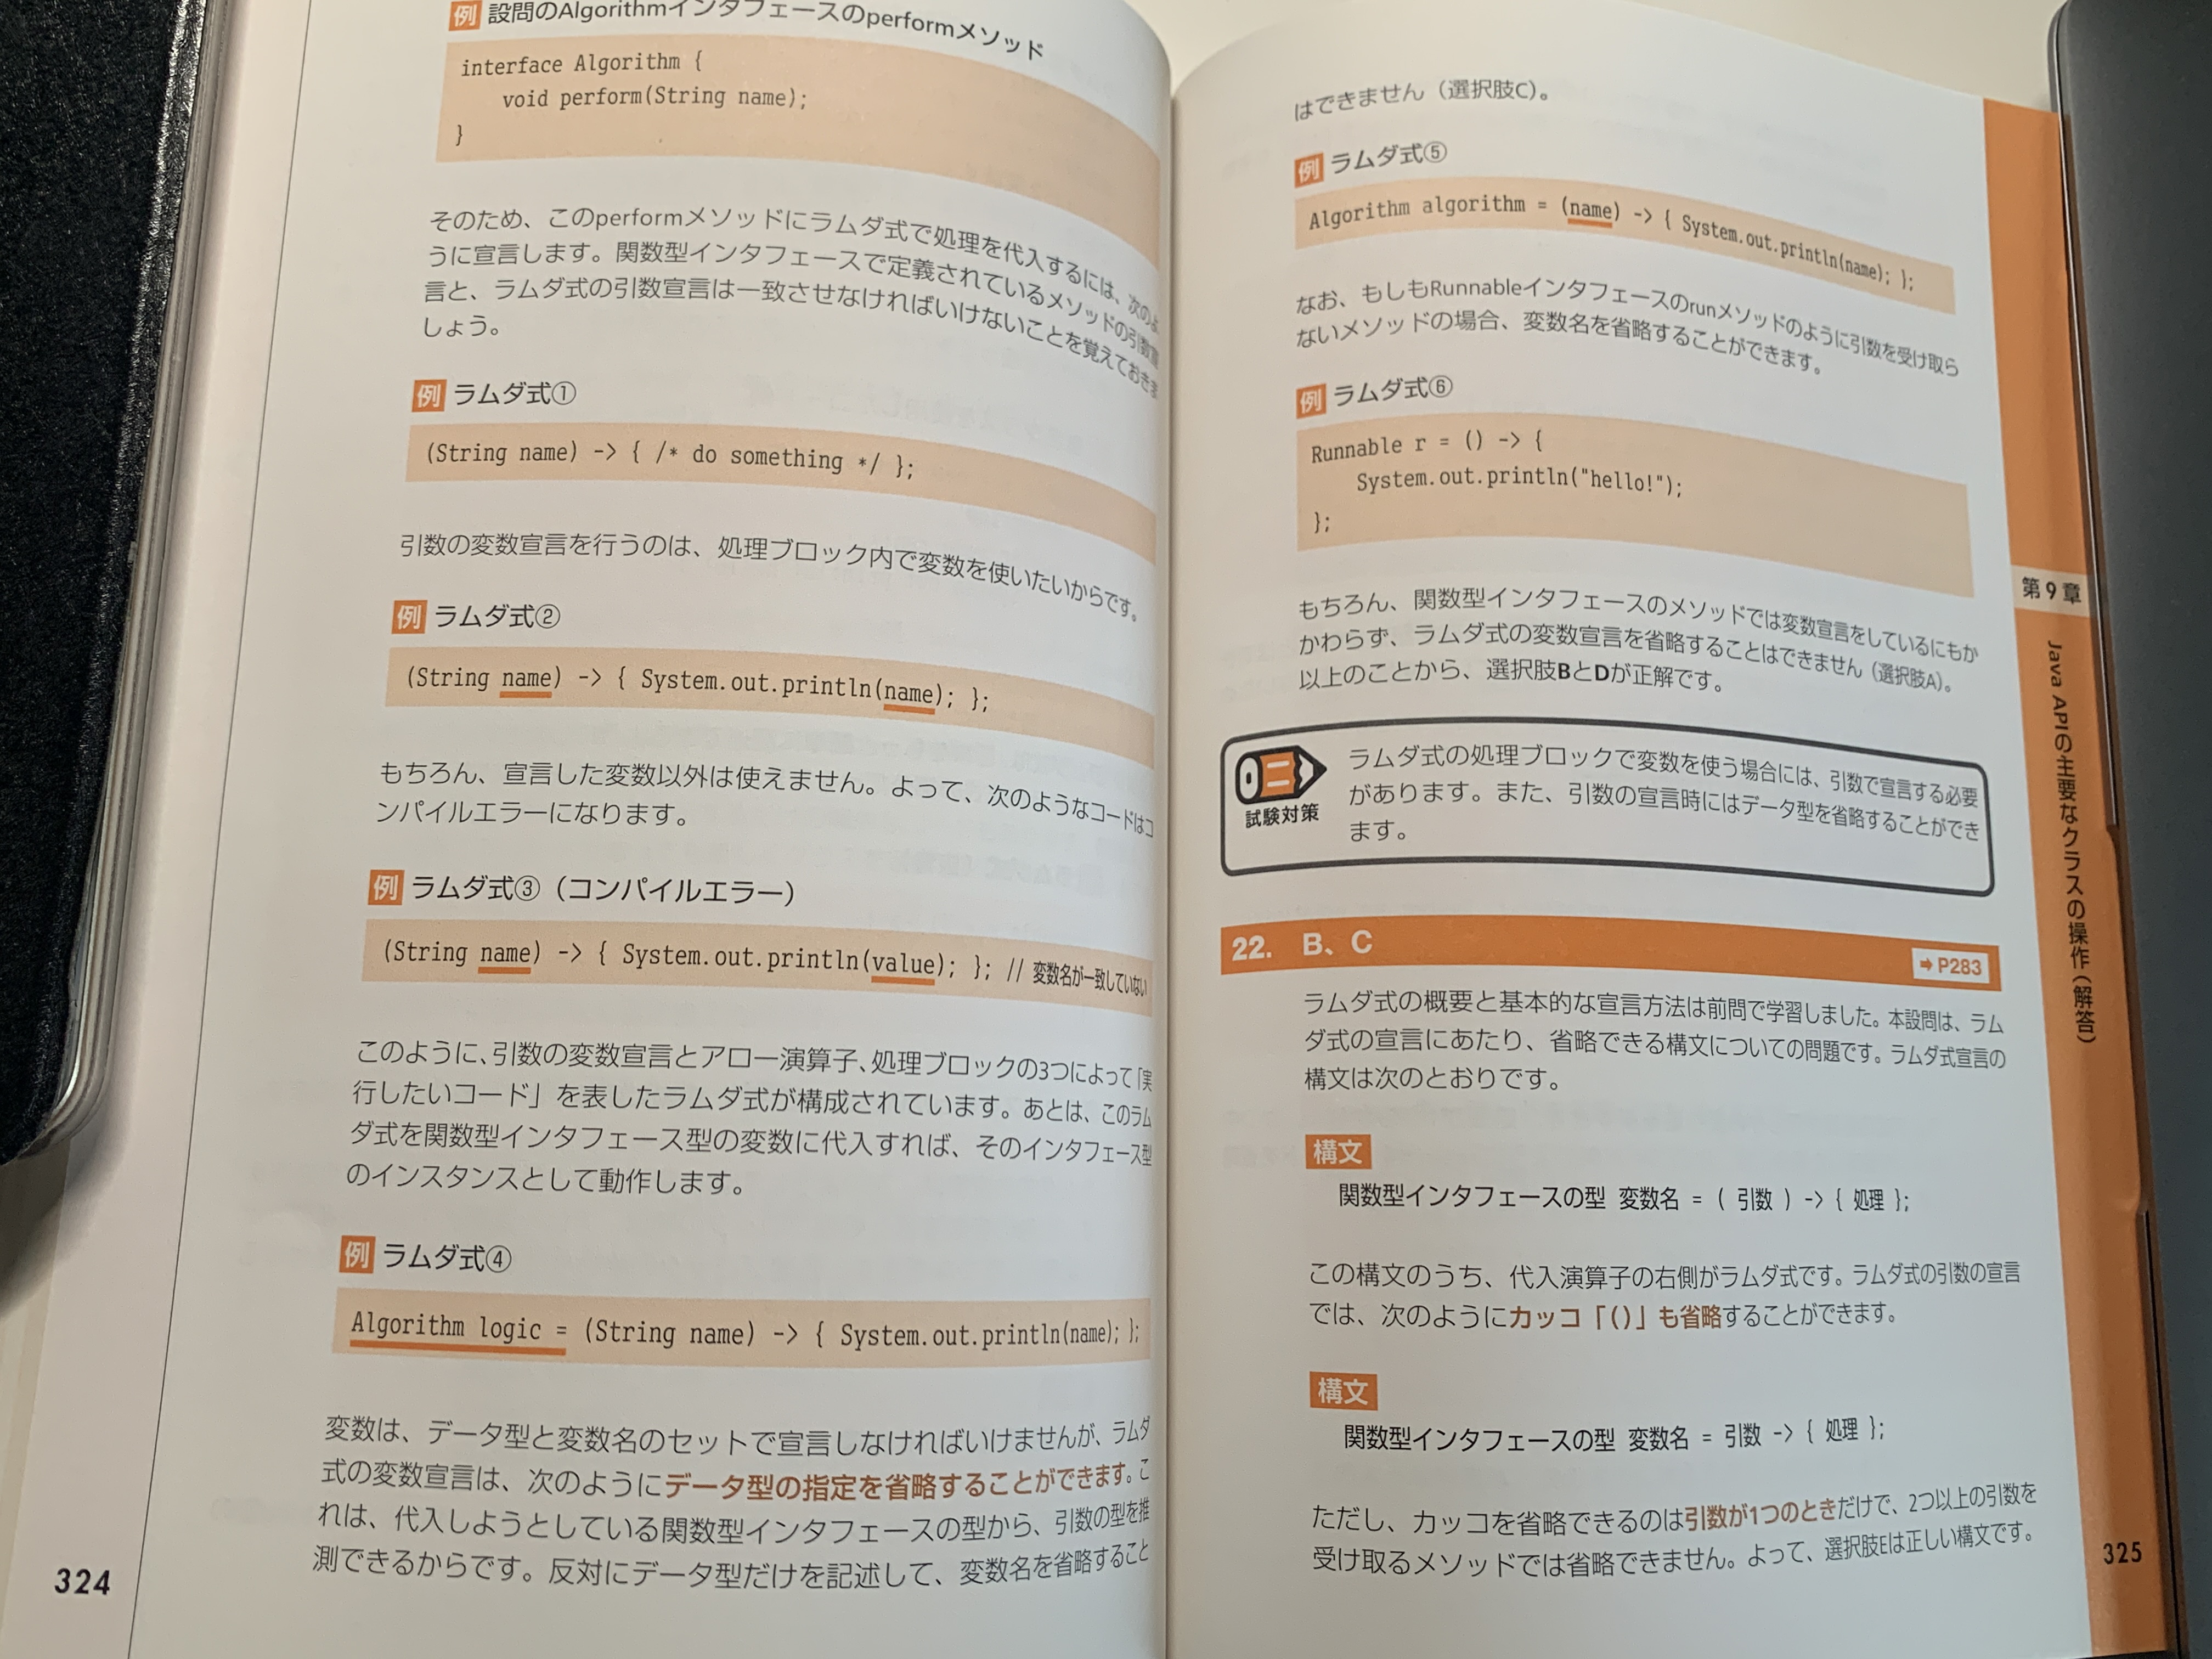 例 設問のAlgorithmインタフェースのperformメソッド
interface Algorithm {
    void perform(String name);
}
そのため、このperformメソッドにラムダ式で処理を代入するには、次のよ
うに宣言します。関数型インタフェースで定義されているメソッドの引数宣
言と、ラムダ式の引数宣言は一致させなければいけないことを覚えておきま
しょう。
例 ラムダ式①
(String name) -> { /* do something */ };
引数の変数宣言を行うのは、処理ブロック内で変数を使いたいからです。
例 ラムダ式②
(String name) -> { System.out.println(name); };
もちろん、宣言した変数以外は使えません。よって、次のようなコードはコ
ンパイルエラーになります。
例 ラムダ式③（コンパイルエラー）
(String name) -> { System.out.println(value); }; // 変数名が一致していない
このように、引数の変数宣言とアロー演算子、処理ブロックの3つによって「実
行したいコード」を表したラムダ式が構成されています。あとは、このラム
ダ式を関数型インタフェース型の変数に代入すれば、そのインタフェース型
のインスタンスとして動作します。
例 ラムダ式④
Algorithm logic = (String name) -> { System.out.println(name); };
変数は、データ型と変数名のセットで宣言しなければいけませんが、ラムダ
式の変数宣言は、次のようにデータ型の指定を省略することができます。こ
れは、代入しようとしている関数型インタフェースの型から、引数の型を推
測できるからです。反対にデータ型だけを記述して、変数名を省略すること
324
はできません（選択肢C）。
例 ラムダ式⑤
Algorithm algorithm = (name) -> { System.out.println(name); };
なお、もしもRunnableインタフェースのrunメソッドのように引数を受け取ら
ないメソッドの場合、変数名を省略することができます。
例 ラムダ式⑥
Runnable r = () -> {
    System.out.println("hello!");
};
もちろん、関数型インタフェースのメソッドでは変数宣言をしているにもか
かわらず、ラムダ式の変数宣言を省略することはできません（選択肢A）。
以上のことから、選択肢BとDが正解です。
試験対策
ラムダ式の処理ブロックで変数を使う場合には、引数で宣言する必要
があります。また、引数の宣言時にはデータ型を省略することができ
ます。
22. B、C
➡ P283
ラムダ式の概要と基本的な宣言方法は前問で学習しました。本設問は、ラム
ダ式の宣言にあたり、省略できる構文についての問題です。ラムダ式宣言の
構文は次のとおりです。
構文
関数型インタフェースの型 変数名 = ( 引数 ) -> { 処理 };
この構文のうち、代入演算子の右側がラムダ式です。ラムダ式の引数の宣言
では、次のようにカッコ「()」も省略することができます。
構文
関数型インタフェースの型 変数名 = 引数 -> { 処理 };
ただし、カッコを省略できるのは引数が1つのときだけで、2つ以上の引数を
受け取るメソッドでは省略できません。よって、選択肢Eは正しい構文です。
第9章
Java APIの主要なクラスの操作（解答）
325